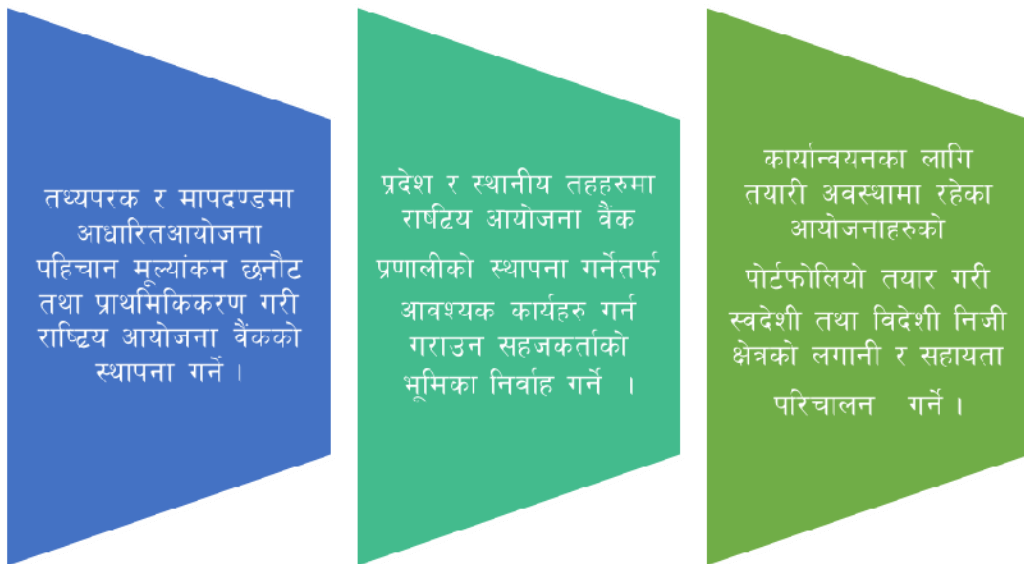 तथ्यपरक र मापदण्डमा
आधारितआयोजना
पहिचान मूल्यांकन छनौट
तथा प्राथमिकिकरण गरी
राष्ट्रिय आयोजना बैंकको
स्थापना गर्ने ।
प्रदेश र स्थानीय तहहरुमा
राष्ट्रिय आयोजना बैंक
प्रणालीको स्थापना गर्नेतर्फ
आवश्यक कार्यहरु गर्न
गराउन सहजकर्ताको
भूमिका निर्वाह गर्ने ।
कार्यान्वयनका लागि
तयारी अवस्थामा रहेका
आयोजनाहरुको
पोर्टफोलियो तयार गरी
स्वदेशी तथा विदेशी निजी
क्षेत्रको लगानी र सहायता
परिचालन गर्ने ।